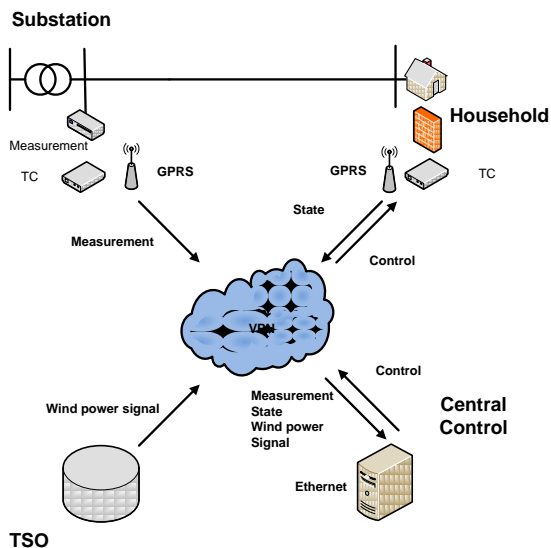 Substation
Household
Measurement
TC
GPRS
GPRS
TC
State
Measurement
Control
VPN
Control
Wind power signal
Measurement
State
Wind power
Signal
Central
Control
Ethernet
TSO